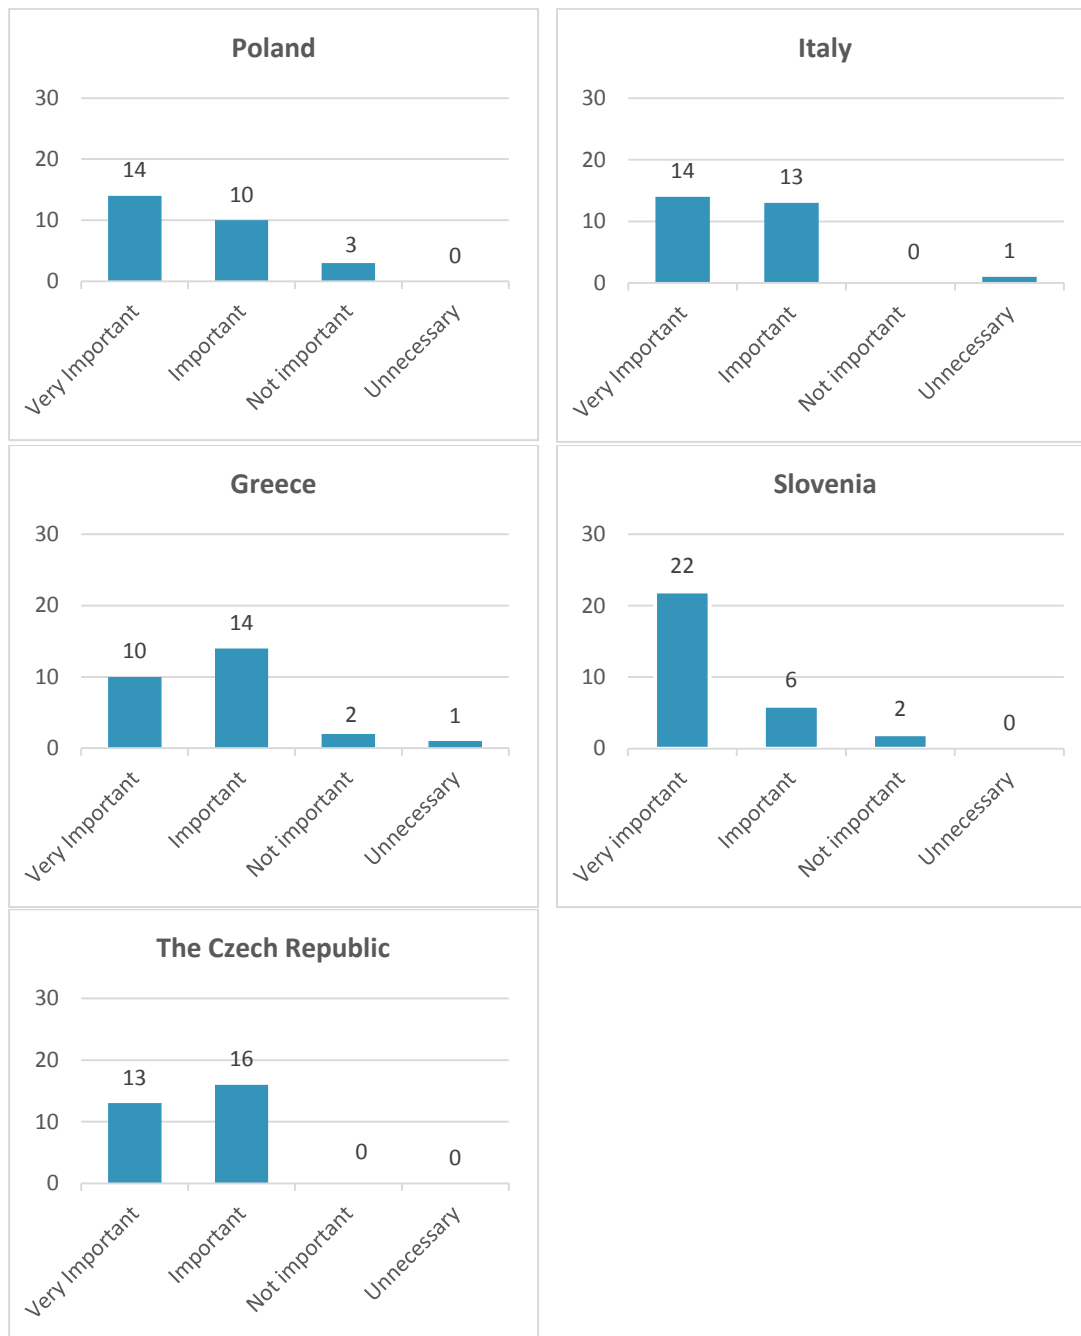 Poland
30
20
10
0
14
10
3
0
Very Important
Important
Not important
Unnecessary
Italy
30
20
10
0
14
13
0
1
Very Important
Important
Not important
Unnecessary
Greece
30
20
10
0
10
14
2
1
Very Important
Important
Not important
Unnecessary
Slovenia
30
20
10
0
22
6
2
0
Very important
Important
Not important
Unnecessary
The Czech Republic
30
20
10
0
13
16
0
0
Very Important
Important
Not important
Unnecessary